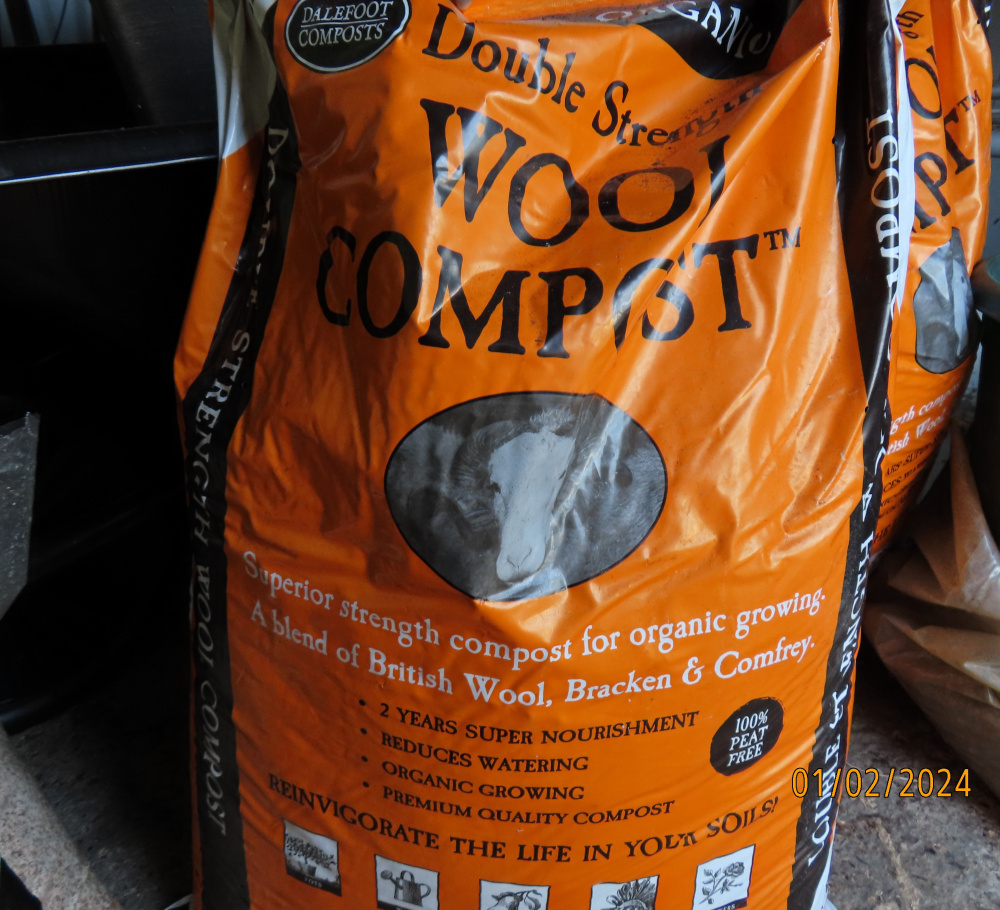 DALEFOOT
COMPOSTS
ORGANIC
Double Strength
WOOL
COMPOST™
Superior strength compost for organic growing.
A blend of British Wool, Bracken & Comfrey.
• 2 YEARS SUPER NOURISHMENT
• REDUCES WATERING
• ORGANIC GROWING
• PREMIUM QUALITY COMPOST
100%
PEAT
FREE
REINVIGORATE THE LIFE IN YOUR SOILS!
DOUBLE STRENGTH WOOL COMPOST
01/02/2024